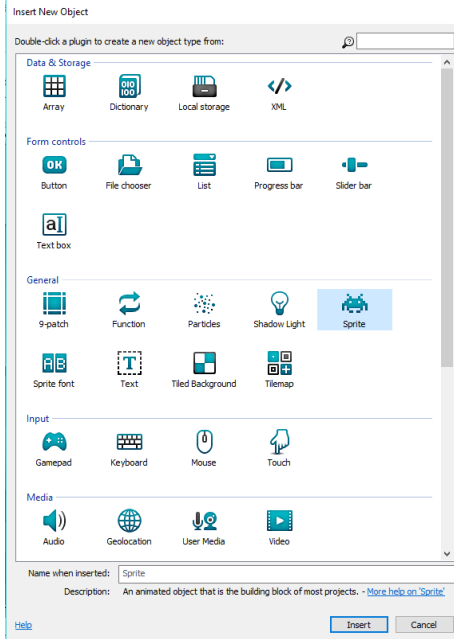 Insert New Object
Double-click a plugin to create a new object type from:
Data & Storage
Array Dictionary Local storage XML
Form controls
OK
Button File chooser List Progress bar Slider bar
aI
Text box
General
9-patch Function Particles Shadow Light Sprite
AB T
Sprite font Text Tiled Background Tilemap
Input
Gamepad Keyboard Mouse Touch
Media
Audio Geolocation User Media Video
Name when inserted: Sprite
Description: An animated object that is the building block of most projects. - More help on 'Sprite'
Help Insert Cancel